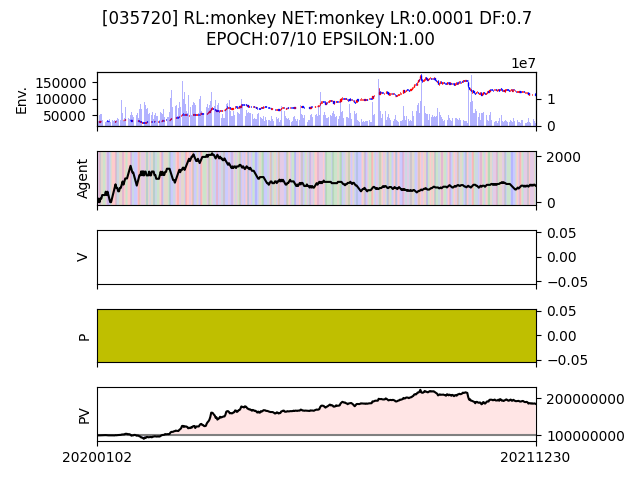 [035720] RL:monkey NET:monkey LR:0.0001 DF:0.7
EPOCH:07/10 EPSILON:1.00
1e7
Env.
150000
100000
50000
1
0
Agent
2000
0
V
0.05
0.00
−0.05
P
0.05
0.00
−0.05
PV
200000000
100000000
20200102
20211230